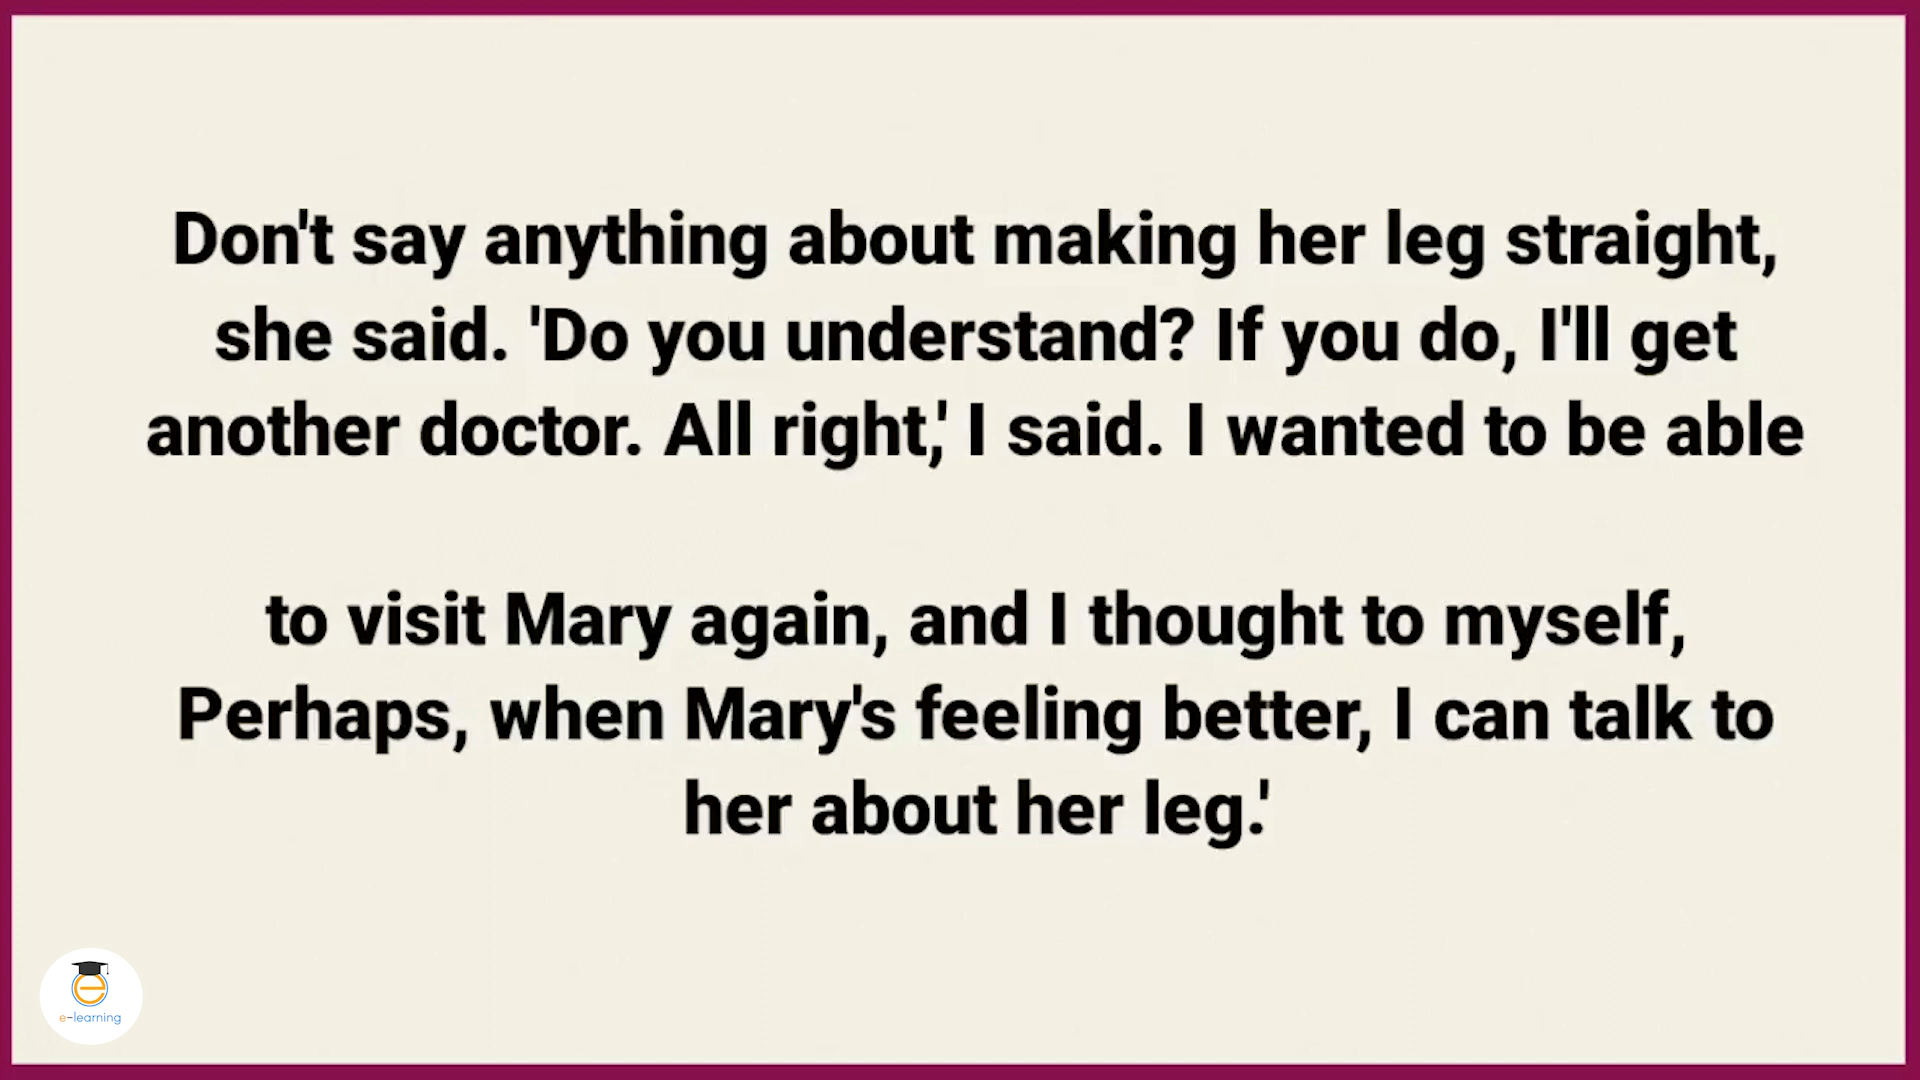 Don't say anything about making her leg straight,
she said. 'Do you understand? If you do, I'll get
another doctor. All right,' I said. I wanted to be able
to visit Mary again, and I thought to myself,
Perhaps, when Mary's feeling better, I can talk to
her about her leg.'
e-learning